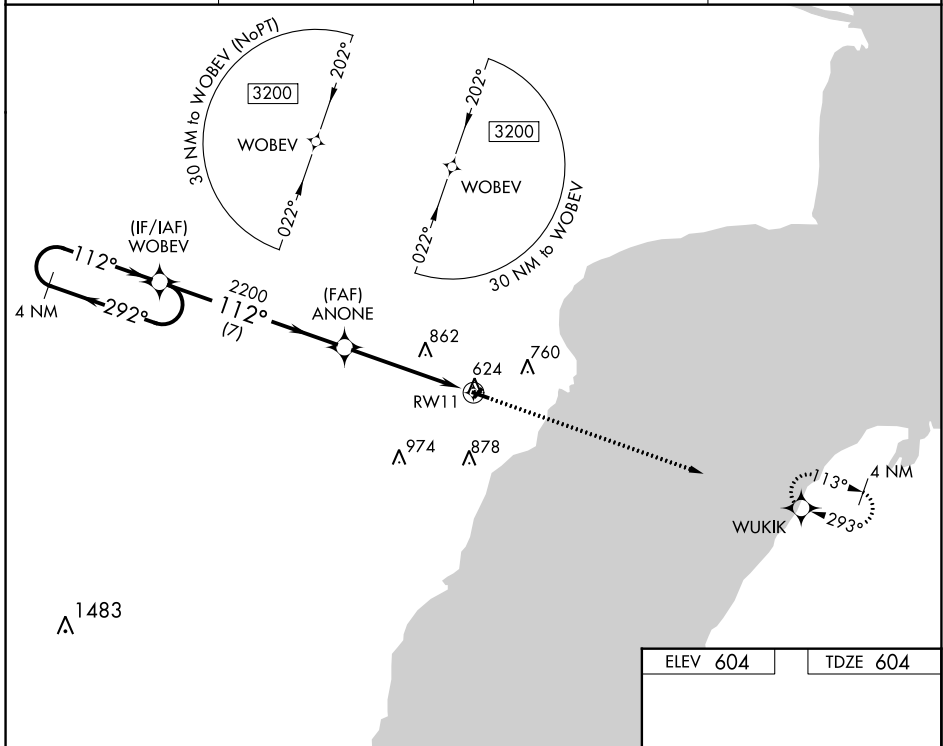 30 NM to WOBEV (NoPT)
3200
202°
WOBEV
022°
202°
3200
WOBEV
022°
30 NM to WOBEV
(IF/IAF)
WOBEV
112°
292°
4 NM
2200
112°
(7)
(FAF)
ANONE
862
760
624
RW11
974
878
4 NM
113°
293°
WUKIK
1483
ELEV 604
TDZE 604